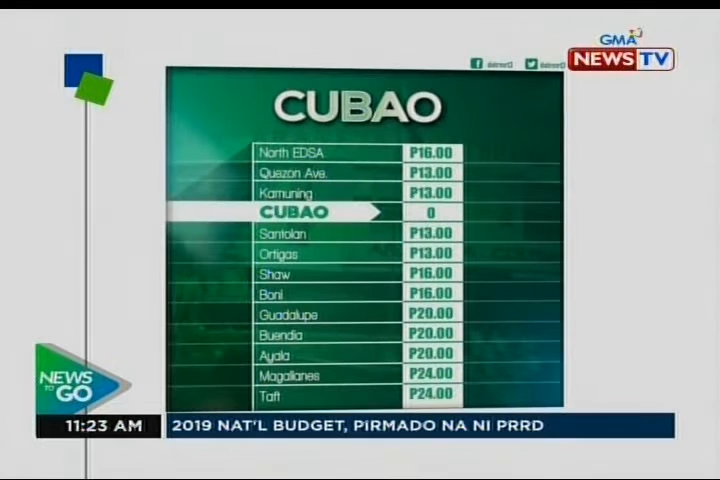 GMA
NEWS TV
CUBAO
North EDSA P16.00
Quezon Ave. P13.00
Kamuning P13.00
CUBAO 0
Santolan P13.00
Ortigas P13.00
Shaw P16.00
Boni P16.00
Guadalupe P20.00
Buendia P20.00
Ayala P20.00
Magallanes P24.00
Taft P24.00
NEWS
TO
GO
11:23 AM
2019 NAT'L BUDGET, PiRMADO NA NI PRRD